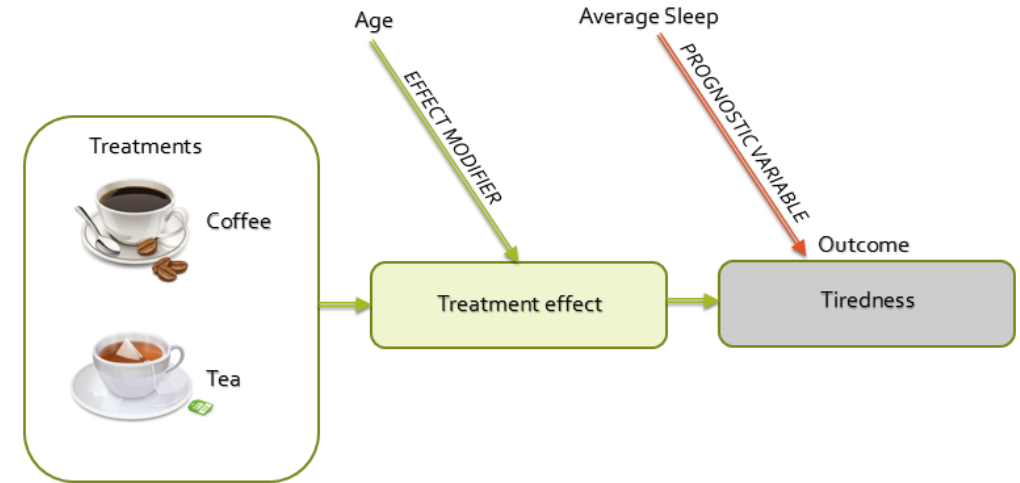 Age
Average Sleep
EFFECT MODIFIER
PROGNOSTIC VARIABLE
Treatments
Coffee
Tea
Treatment effect
Outcome
Tiredness